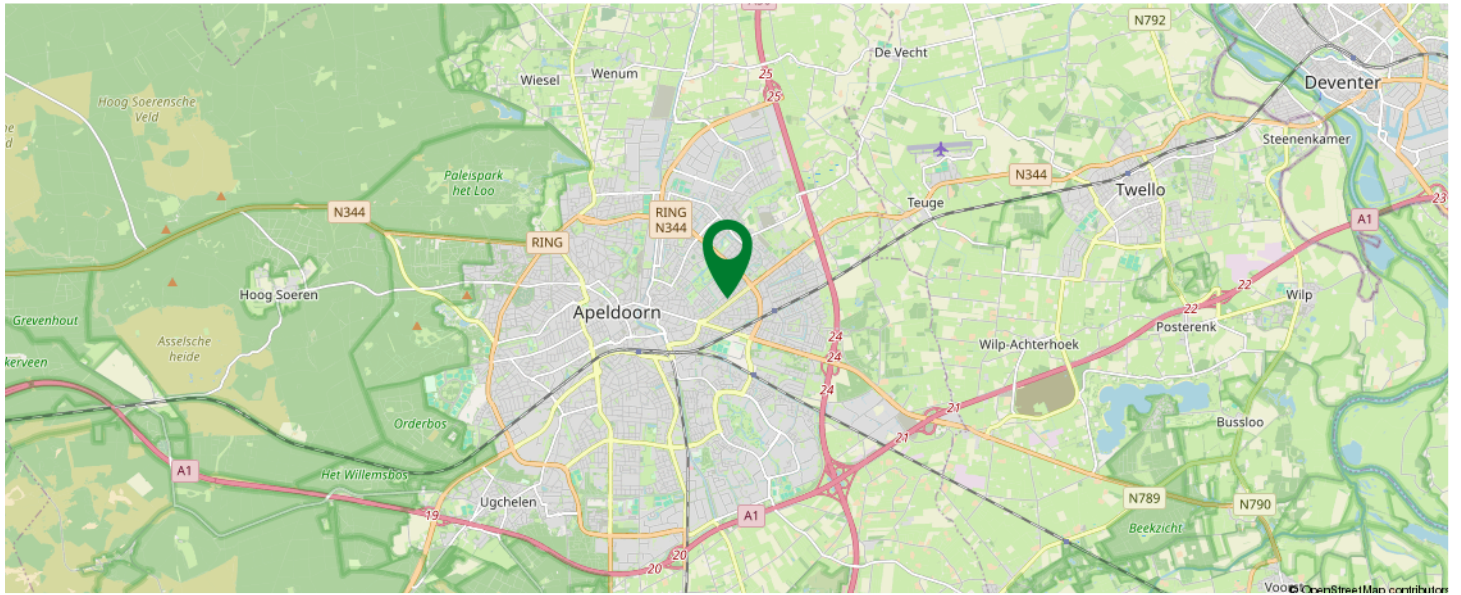 N792
De Vecht
Wiesel
Wenum
25
25
Deventer
Hoog Soerensche
Veld
Steenenkamer
Paleispark
het Loo
N344
Twello
23
N344
Teuge
RING
N344
A1
RING
Hoog Soeren
22
Wilp
22
Grevenhout
Apeldoorn
Posterenk
24
Asselsche
heide
Wilp-Achterhoek
24
kerveen
24
21
Orderbos
Bussloo
21
A1
Het Willemsbos
Ugchelen
N789
N790
19
A1
Beekzicht
20
20
© OpenStreetMap contributors